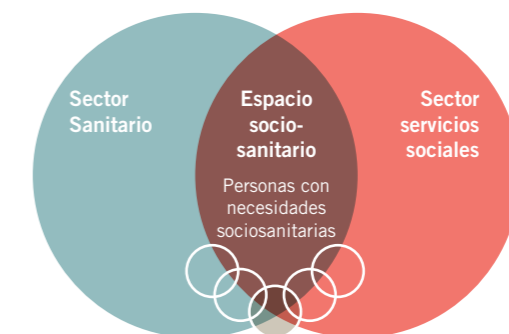 Sector
Sanitario
Espacio
socio-
sanitario
Personas con
necesidades
sociosanitarias
Sector
servicios
sociales